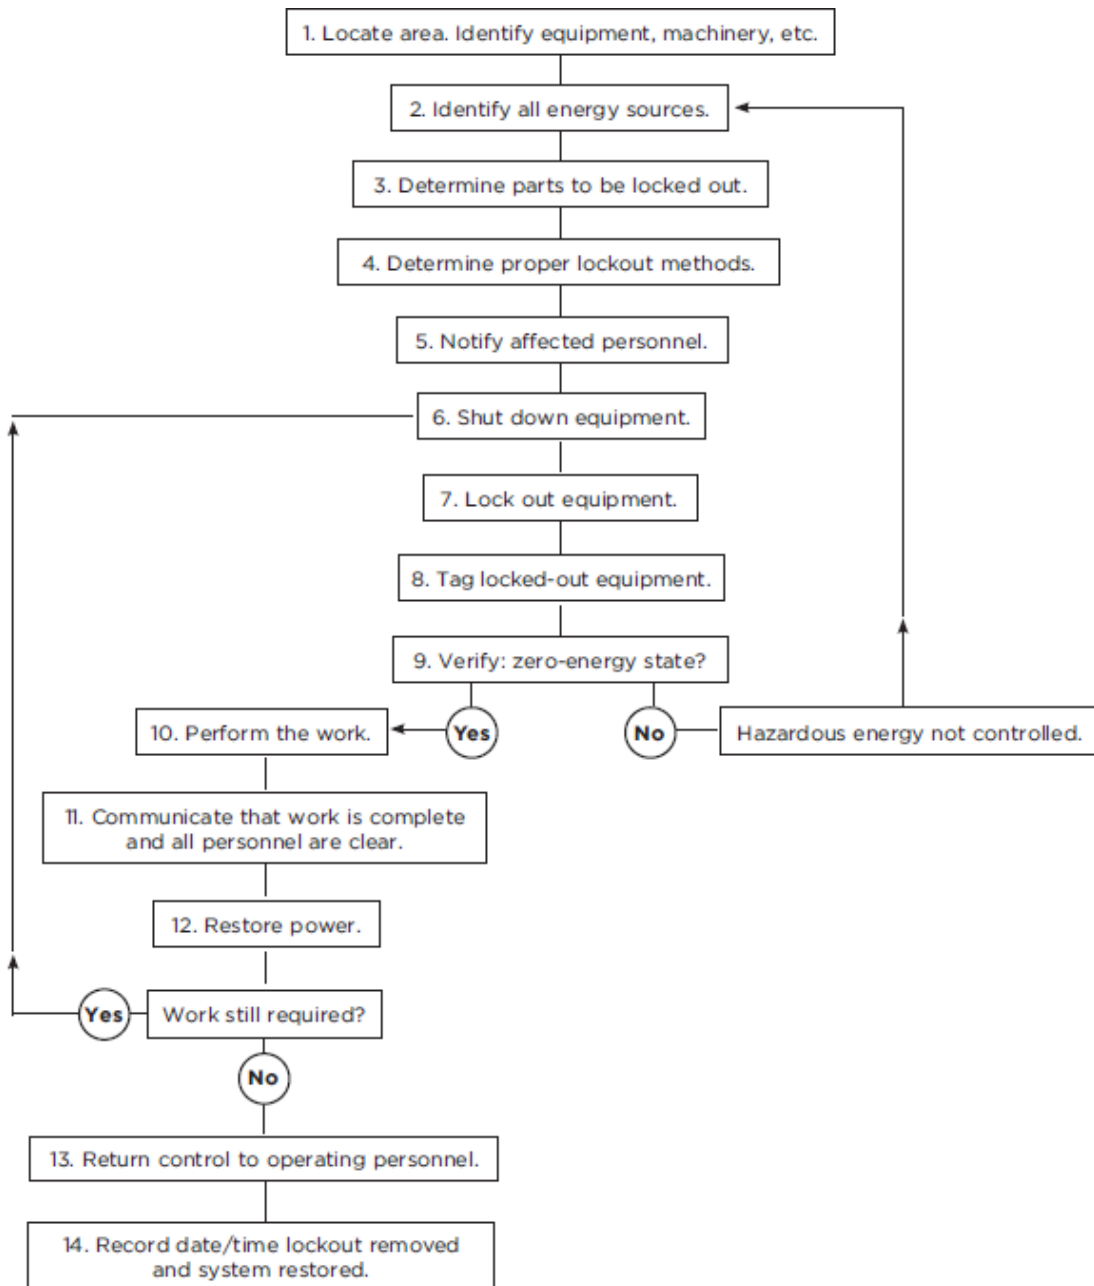 1. Locate area. Identify equipment, machinery, etc.
2. Identify all energy sources.
3. Determine parts to be locked out.
4. Determine proper lockout methods.
5. Notify affected personnel.
6. Shut down equipment.
7. Lock out equipment.
8. Tag locked-out equipment.
9. Verify: zero-energy state?
10. Perform the work.
Yes
No
Hazardous energy not controlled.
11. Communicate that work is complete
and all personnel are clear.
12. Restore power.
Yes
Work still required?
No
13. Return control to operating personnel.
14. Record date/time lockout removed
and system restored.